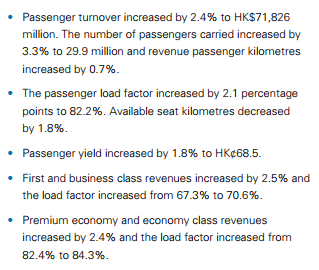 • Passenger turnover increased by 2.4% to HK$71,826
million. The number of passengers carried increased by
3.3% to 29.9 million and revenue passenger kilometres
increased by 0.7%.
• The passenger load factor increased by 2.1 percentage
points to 82.2%. Available seat kilometres decreased
by 1.8%.
• Passenger yield increased by 1.8% to HK¢68.5.
• First and business class revenues increased by 2.5% and
the load factor increased from 67.3% to 70.6%.
• Premium economy and economy class revenues
increased by 2.4% and the load factor increased from
82.4% to 84.3%.